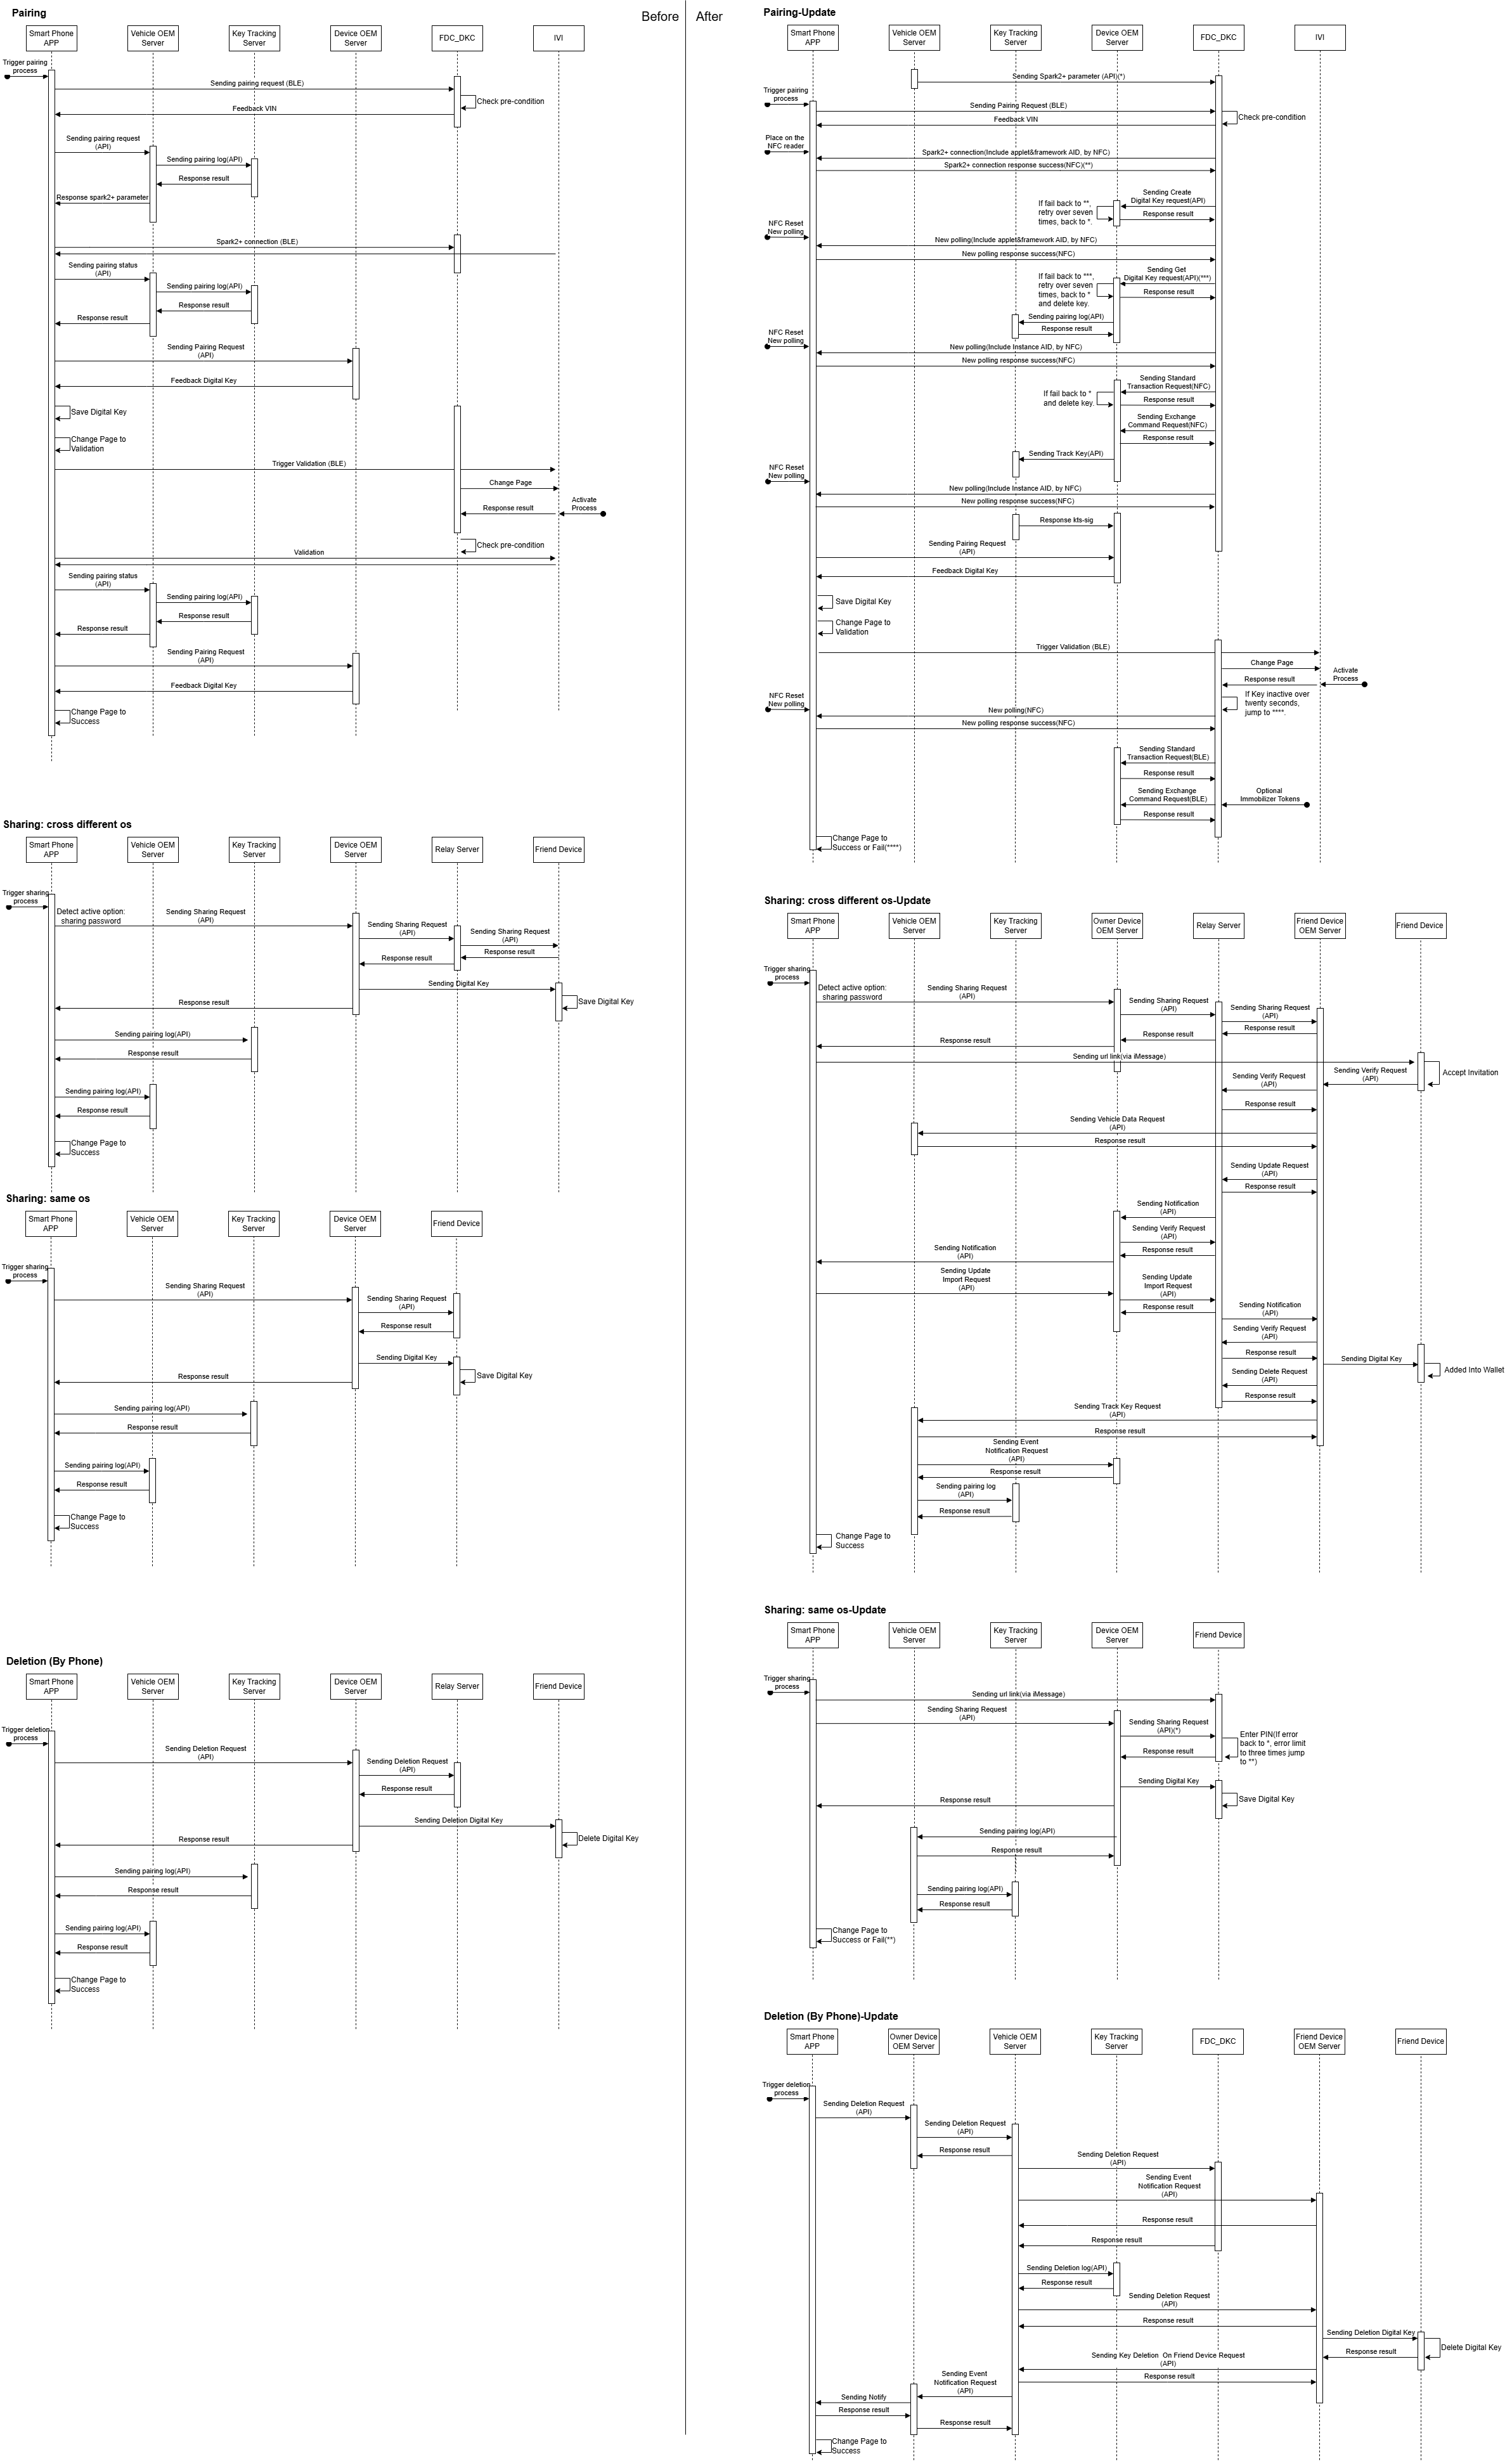 Before
After
Pairing
Smart Phone
APP
Vehicle OEM
Server
Key Tracking
Server
Device OEM
Server
FDC_DKC
IVI
Trigger pairing
process
Sending pairing request (BLE)
Check pre-condition
Feedback VIN
Sending pairing request
(API)
Sending pairing log(API)
Response result
Response spark2+ parameter
Spark2+ connection (BLE)
Sending pairing status
(API)
Sending pairing log(API)
Response result
Response result
Sending Pairing Request
(API)
Feedback Digital Key
Save Digital Key
Change Page to
Validation
Trigger Validation (BLE)
Change Page
Activate
Process
Response result
Check pre-condition
Validation
Sending pairing status
(API)
Sending pairing log(API)
Response result
Response result
Sending Pairing Request
(API)
Feedback Digital Key
Change Page to
Success
Sharing: cross different os
Smart Phone
APP
Vehicle OEM
Server
Key Tracking
Server
Device OEM
Server
Relay Server
Friend Device
Trigger sharing
process
Detect active option:
sharing password
Sending Sharing Request
(API)
Sending Sharing Request
(API)
Sending Sharing Request
(API)
Response result
Response result
Sending Digital Key
Save Digital Key
Response result
Sending pairing log(API)
Response result
Sending pairing log(API)
Response result
Change Page to
Success
Sharing: same os
Smart Phone
APP
Vehicle OEM
Server
Key Tracking
Server
Device OEM
Server
Friend Device
Trigger sharing
process
Sending Sharing Request
(API)
Sending Sharing Request
(API)
Response result
Sending Digital Key
Save Digital Key
Response result
Sending pairing log(API)
Response result
Sending pairing log(API)
Response result
Change Page to
Success
Deletion (By Phone)
Smart Phone
APP
Vehicle OEM
Server
Key Tracking
Server
Device OEM
Server
Relay Server
Friend Device
Trigger deletion
process
Sending Deletion Request
(API)
Sending Deletion Request
(API)
Response result
Sending Deletion Digital Key
Delete Digital Key
Response result
Sending pairing log(API)
Response result
Sending pairing log(API)
Response result
Change Page to
Success
Pairing-Update
Smart Phone
APP
Vehicle OEM
Server
Key Tracking
Server
Device OEM
Server
FDC_DKC
IVI
Sending Spark2+ parameter (API)(*)
Trigger pairing
process
Sending Pairing Request (BLE)
Check pre-condition
Feedback VIN
Place on the
NFC reader
Spark2+ connection(Include applet&framework AID, by NFC)
Spark2+ connection response success(NFC)(**)
Sending Create
Digital Key request(API)
If fail back to **,
retry over seven
times, back to *.
Response result
NFC Reset
New polling
New polling(Include applet&framework AID, by NFC)
New polling response success(NFC)
Sending Get
Digital Key request(API)(***)
If fail back to ***,
retry over seven
times, back to *
and delete key.
Response result
Sending pairing log(API)
Response result
NFC Reset
New polling
New polling(Include Instance AID, by NFC)
New polling response success(NFC)
Sending Standard
Transaction Request(NFC)
If fail back to *
and delete key.
Response result
Sending Exchange
Command Request(NFC)
Response result
Sending Track Key(API)
NFC Reset
New polling
New polling(Include Instance AID, by NFC)
New polling response success(NFC)
Response kts-sig
Sending Pairing Request
(API)
Feedback Digital Key
Save Digital Key
Change Page to
Validation
Trigger Validation (BLE)
Change Page
Activate
Process
Response result
If Key inactive over
twenty seconds,
jump to ****.
NFC Reset
New polling
New polling(NFC)
New polling response success(NFC)
Sending Standard
Transaction Request(BLE)
Response result
Sending Exchange
Command Request(BLE)
Optional
Immobilizer Tokens
Response result
Change Page to
Success or Fail(****)
Sharing: cross different os-Update
Smart Phone
APP
Vehicle OEM
Server
Key Tracking
Server
Owner Device
OEM Server
Relay Server
Friend Device
OEM Server
Friend Device
Trigger sharing
process
Detect active option:
sharing password
Sending Sharing Request
(API)
Sending Sharing Request
(API)
Sending Sharing Request
(API)
Response result
Response result
Response result
Sending url link(via iMessage)
Accept Invitation
Sending Verify Request
(API)
Sending Verify Request
(API)
Response result
Sending Vehicle Data Request
(API)
Response result
Sending Update Request
(API)
Response result
Sending Notification
(API)
Sending Verify Request
(API)
Response result
Sending Notification
(API)
Sending Update
Import Request
(API)
Sending Update
Import Request
(API)
Response result
Sending Notification
(API)
Sending Verify Request
(API)
Response result
Sending Digital Key
Added Into Wallet
Sending Delete Request
(API)
Response result
Sending Track Key Request
(API)
Response result
Sending Event
Notification Request
(API)
Response result
Sending pairing log
(API)
Response result
Change Page to
Success
Sharing: same os-Update
Smart Phone
APP
Vehicle OEM
Server
Key Tracking
Server
Device OEM
Server
Friend Device
Trigger sharing
process
Sending url link(via iMessage)
Sending Sharing Request
(API)
Sending Sharing Request
(API)(*)
Enter PIN(If error
back to *, error limit
to three times jump
to **)
Response result
Sending Digital Key
Save Digital Key
Response result
Sending pairing log(API)
Response result
Sending pairing log(API)
Response result
Change Page to
Success or Fail(**)
Deletion (By Phone)-Update
Smart Phone
APP
Owner Device
OEM Server
Vehicle OEM
Server
Key Tracking
Server
FDC_DKC
Friend Device
OEM Server
Friend Device
Trigger deletion
process
Sending Deletion Request
(API)
Sending Deletion Request
(API)
Response result
Sending Deletion Request
(API)
Sending Event
Notification Request
(API)
Response result
Response result
Sending Deletion log(API)
Response result
Sending Deletion Request
(API)
Response result
Sending Deletion Digital Key
Delete Digital Key
Response result
Sending Key Deletion On Friend Device Request
(API)
Response result
Sending Event
Notification Request
(API)
Sending Notify
Response result
Response result
Change Page to
Success